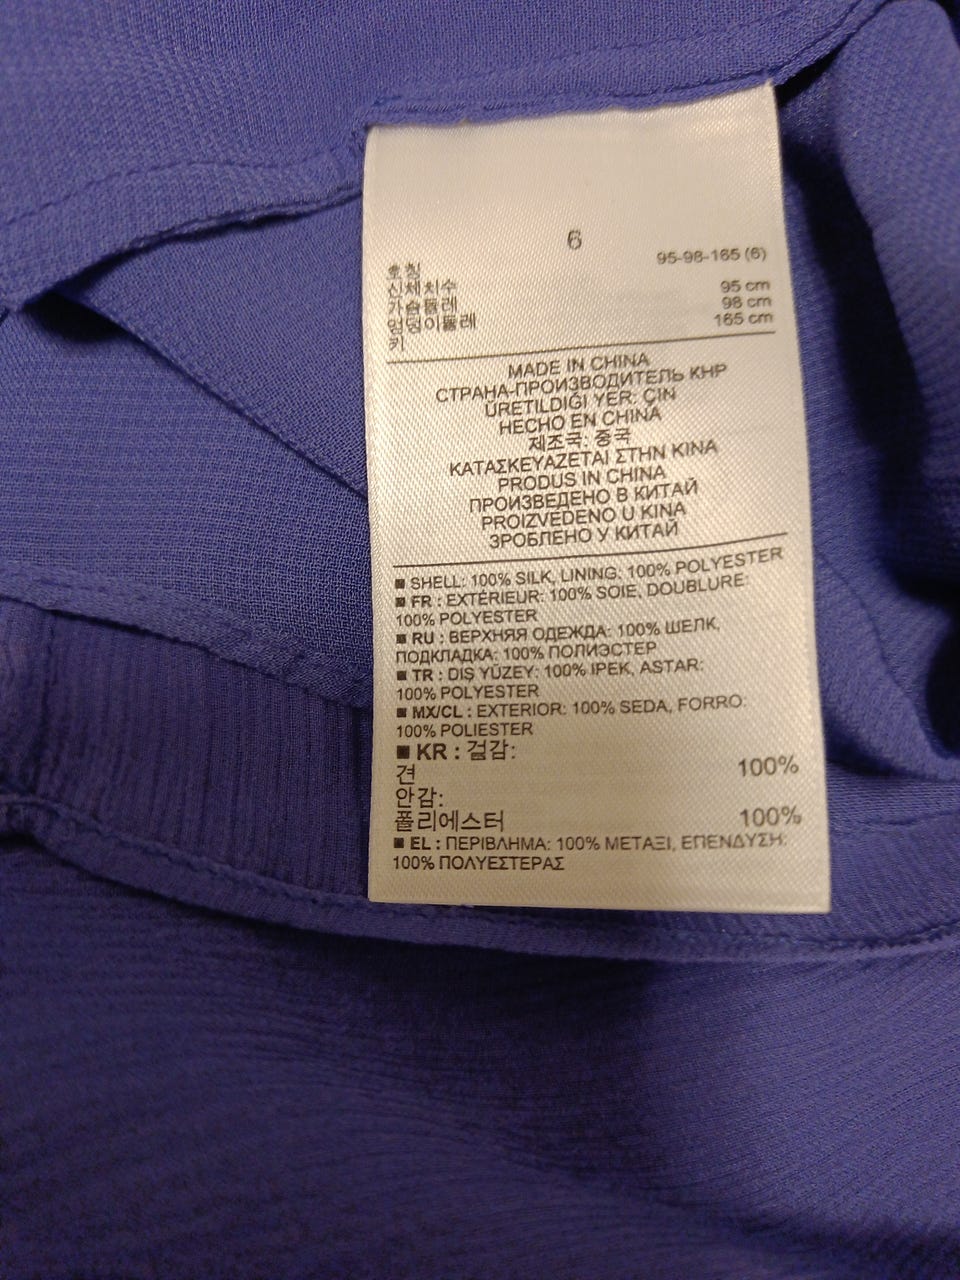 6
호칭 95-98-165 (6)
신체치수
가슴둘레 95 cm
엉덩이둘레 98 cm
키 165 cm
MADE IN CHINA
СТРАНА-ПРОИЗВОДИТЕЛЬ КНР
ÜRETILDIĞI YER: ÇIN
HECHO EN CHINA
제조국: 중국
ΚΑΤΑΣΚΕΥΑΖΕΤΑΙ ΣΤΗΝ ΚΙΝΑ
PRODUS IN CHINA
ПРОИЗВЕДЕНО В КИТАЙ
PROIZVEDENO U KINA
ЗРОБЛЕНО У КИТАЙ
■ SHELL: 100% SILK, LINING: 100% POLYESTER
■ FR : EXTÉRIEUR: 100% SOIE, DOUBLURE:
100% POLYESTER
■ RU : ВЕРХНЯЯ ОДЕЖДА: 100% ШЕЛК,
ПОДКЛАДКА: 100% ПОЛИЭСТЕР
■ TR : DIŞ YÜZEY: 100% IPEK, ASTAR:
100% POLYESTER
■ MX/CL : EXTERIOR: 100% SEDA, FORRO:
100% POLIESTER
■ KR : 겉감:
견 100%
안감:
폴리에스터 100%
■ EL : ΠΕΡΙΒΛΗΜΑ: 100% ΜΕΤΑΞΙ, ΕΠΕΝΔΥΣΗ:
100% ΠΟΛΥΕΣΤΕΡΑΣ